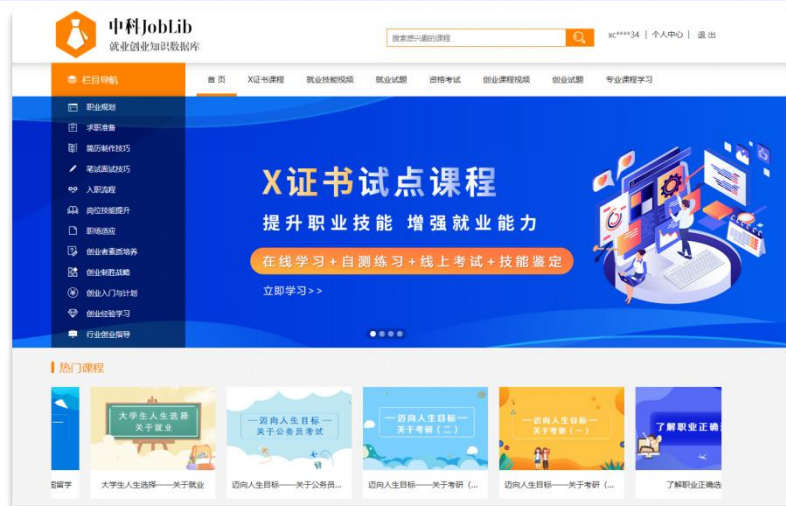 中科JobLib
就业创业知识数据库
搜索想兴趣的课程
xc****34 | 个人中心 | 退出
栏目导航
首页 X证书课程 就业技能视频 就业试题 资格考试 创业课程视频 创业试题 专业课程学习
职业规划
求职准备
简历制作技巧
笔试面试技巧
入职流程
岗位技能提升
职场适应
创业者素质培养
创业制胜战略
创业入门与计划
创业经验学习
行业创业指导
X证书试点课程
提升职业技能 增强就业能力
在线学习+自测练习+线上考试+技能鉴定
立即学习>>
热门课程
大学生人生选择
关于就业
迈向人生目标
关于公务员考试
迈向人生目标
关于考研(二)
迈向人生目标
关于考研(一)
了解职业正确
留学
大学生人生选择——关于就业
迈向人生目标——关于公务员...
迈向人生目标——关于考研(...
迈向人生目标——关于考研(...
了解职业正确选